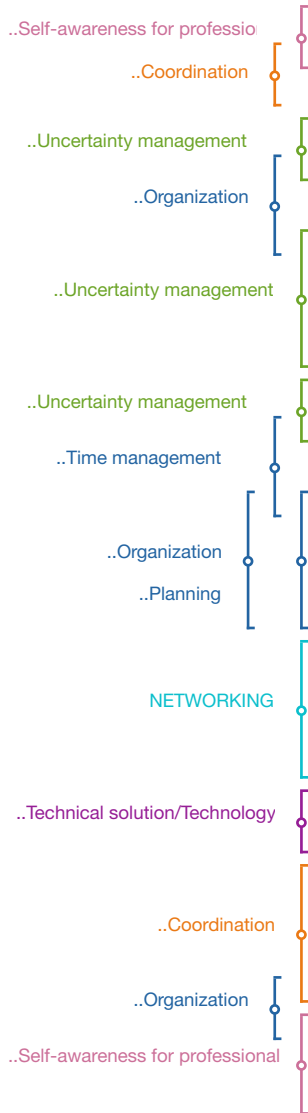 ..Self-awareness for professio
..Coordination
..Uncertainty management
..Organization
..Uncertainty management
..Uncertainty management
..Time management
..Organization
..Planning
NETWORKING
..Technical solution/Technology
..Coordination
..Organization
..Self-awareness for professional